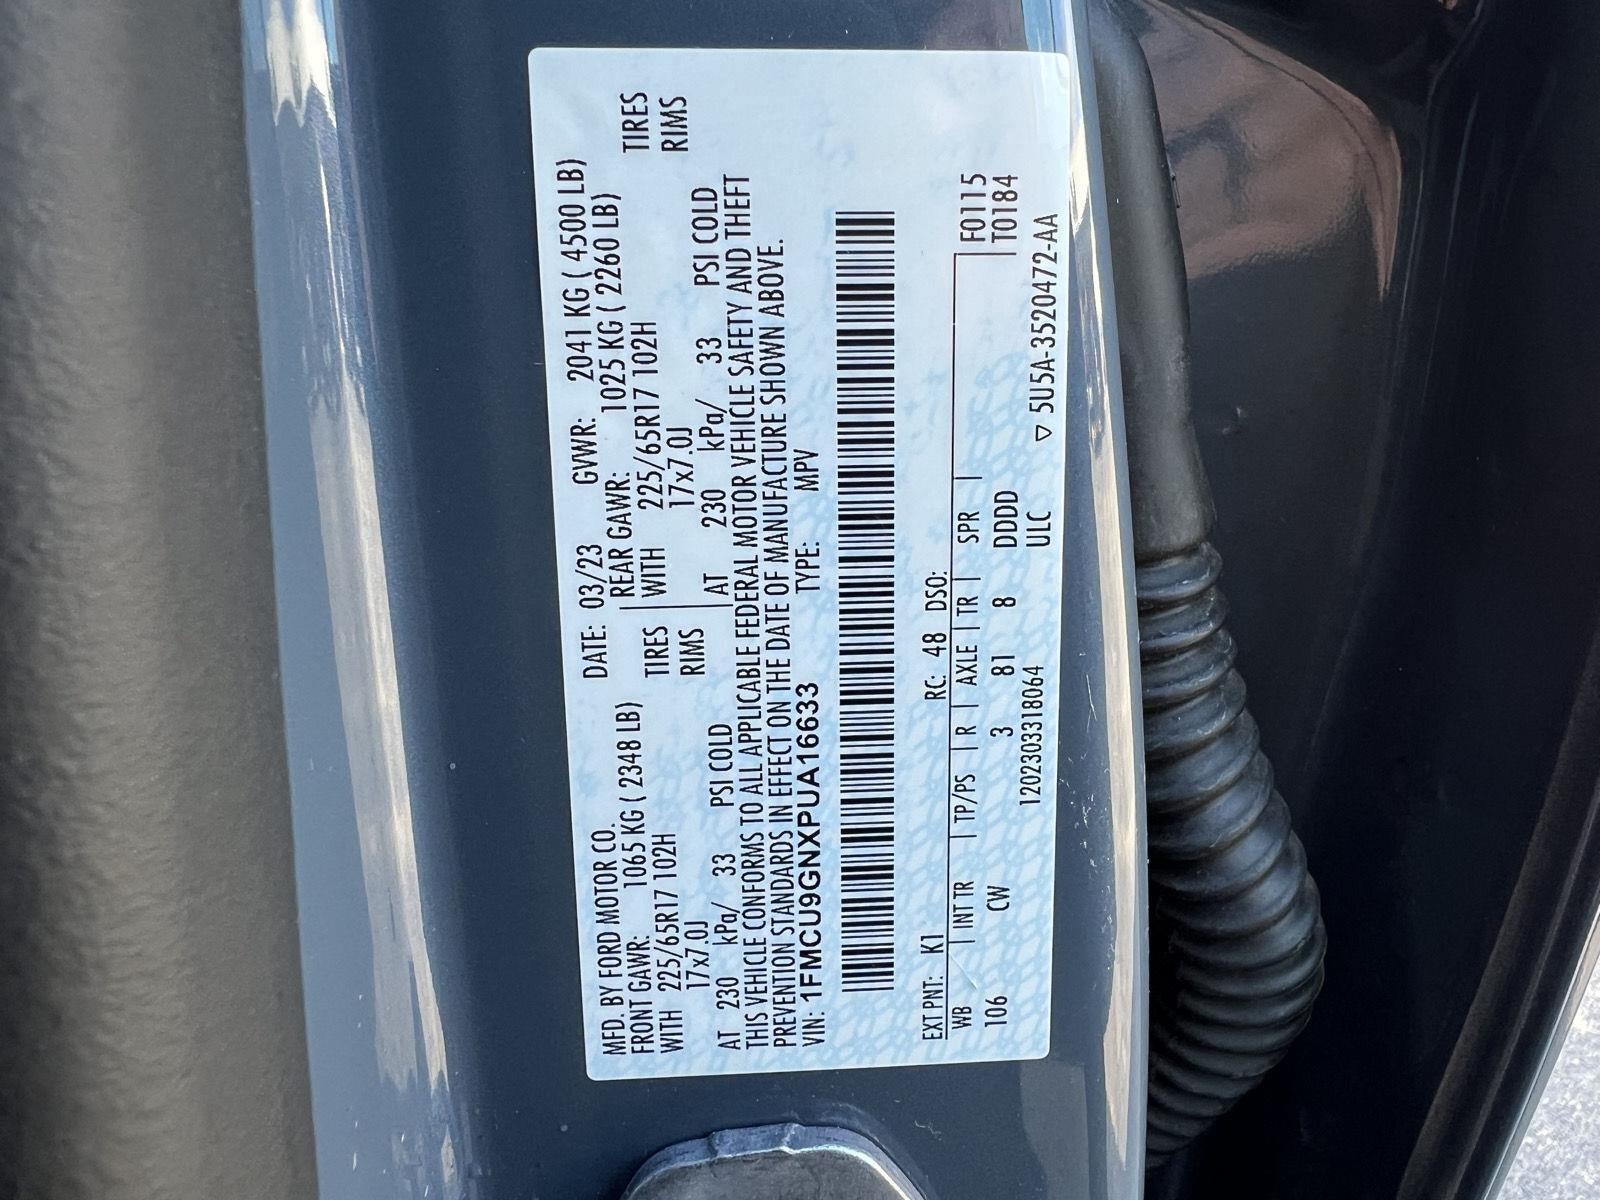 MFD. BY FORD MOTOR CO. DATE: 03/23 GVWR: 2041 KG ( 4500 LB)
FRONT GAWR: 1065 KG ( 2348 LB) REAR GAWR: 1025 KG ( 2260 LB)
WITH 225/65R17 102H TIRES WITH 225/65R17 102H TIRES
17x7.0J RIMS 17x7.0J RIMS
AT 230 kPa/ 33 PSI COLD AT 230 kPa/ 33 PSI COLD
THIS VEHICLE CONFORMS TO ALL APPLICABLE FEDERAL MOTOR VEHICLE SAFETY AND THEFT
PREVENTION STANDARDS IN EFFECT ON THE DATE OF MANUFACTURE SHOWN ABOVE.
VIN: 1FMCU9GNXPUA16633 TYPE: MPV
EXT PNT: K1 RC: 48 DSO:
WB | INT TR | TP/PS | R | AXLE | TR | SPR | F0115
106 CW 3 81 8 DDDD T0184
1202303318064 ULC ▽ 5U5A-3520472-AA